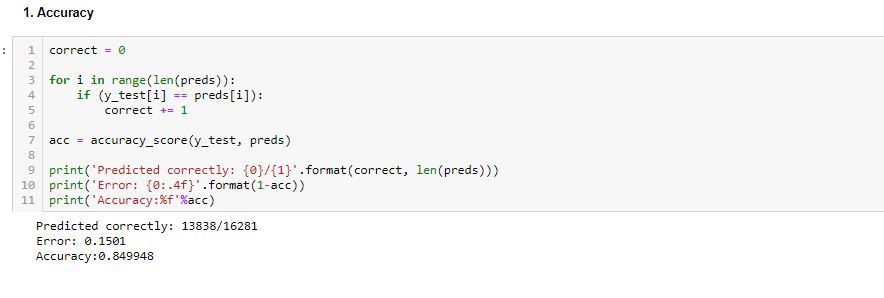 1. Accuracy
:
1 correct = 0
2
3 for i in range(len(preds)):
4     if (y_test[i] == preds[i]):
5         correct += 1
6
7 acc = accuracy_score(y_test, preds)
8
9 print('Predicted correctly: {0}/{1}'.format(correct, len(preds)))
10 print('Error: {0:.4f}'.format(1-acc))
11 print('Accuracy:%f'%acc)
Predicted correctly: 13838/16281
Error: 0.1501
Accuracy:0.849948